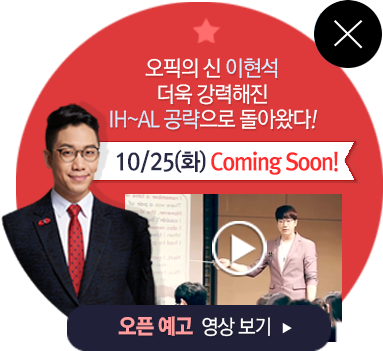 오픽의 신 이현석
더욱 강력해진
IH~AL 공략으로 돌아왔다!
10/25(화) Coming Soon!
오픈 예고 영상 보기 ▶